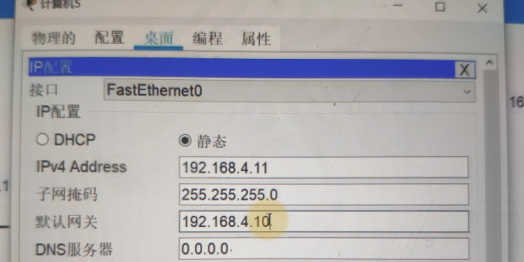 计算机5
物理的 配置 桌面 编程 属性
IP配置 X
接口 FastEthernet0
IP配置
DHCP 静态
IPv4 Address 192.168.4.11
子网掩码 255.255.255.0
默认网关 192.168.4.10
DNS服务器 0.0.0.0
16
.1